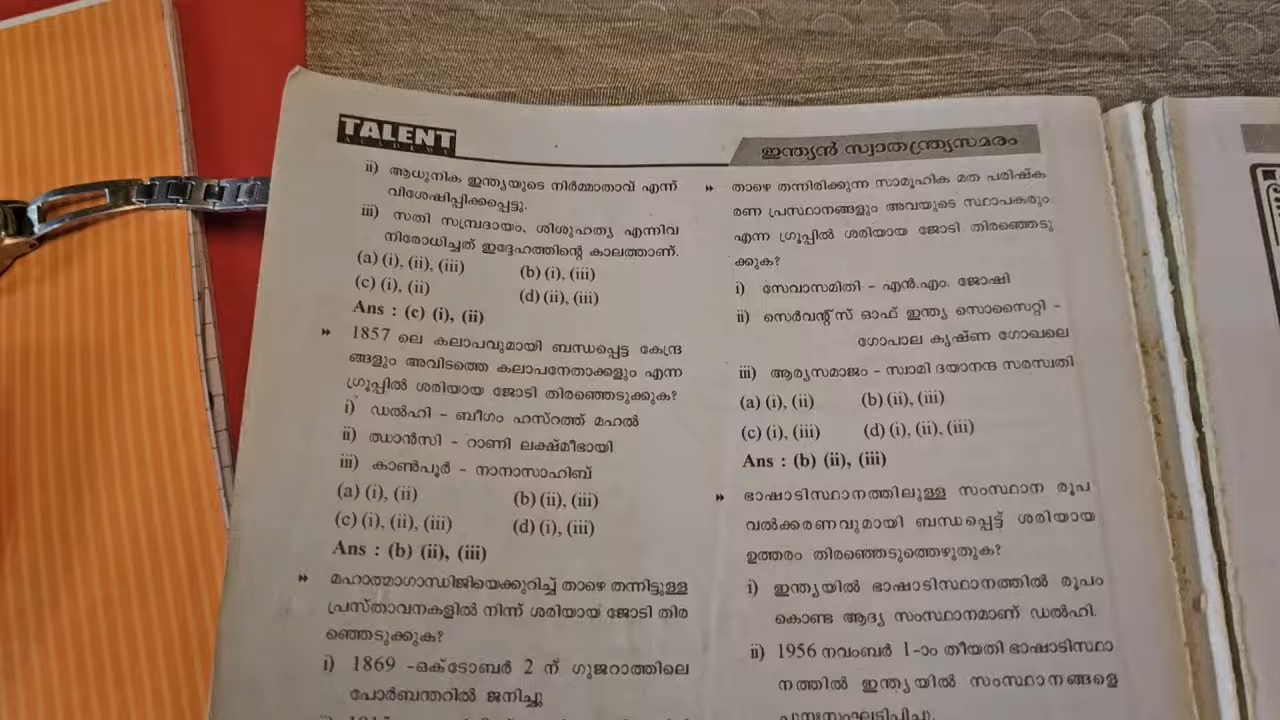 TALENT
ACADEMY
ഇന്ത്യൻ സ്വാതന്ത്ര്യസമരം
ii) ആധുനിക ഇന്ത്യയുടെ നിർമ്മാതാവ് എന്ന്
വിശേഷിപ്പിക്കപ്പെട്ടു.
iii) സതി സമ്പ്രദായം, ശിശുഹത്യ എന്നിവ
നിരോധിച്ചത് ഇദ്ദേഹത്തിന്റെ കാലത്താണ്.
(a) (i), (ii), (iii) (b) (i), (iii)
(c) (i), (ii) (d) (ii), (iii)
Ans : (c) (i), (ii)
1857 ലെ കലാപവുമായി ബന്ധപ്പെട്ട കേന്ദ്ര
ങ്ങളും അവിടത്തെ കലാപനേതാക്കളും എന്ന
ഗ്രൂപ്പിൽ ശരിയായ ജോടി തിരഞ്ഞെടുക്കുക?
i) ഡൽഹി - ബീഗം ഹസ്റത്ത് മഹൽ
ii) ഝാൻസി - റാണി ലക്ഷ്മീഭായി
iii) കാൺപൂർ - നാനാസാഹിബ്
(a) (i), (ii) (b) (ii), (iii)
(c) (i), (ii), (iii) (d) (i), (iii)
Ans : (b) (ii), (iii)
മഹാത്മാഗാന്ധിജിയെക്കുറിച്ച് താഴെ തന്നിട്ടുള്ള
പ്രസ്താവനകളിൽ നിന്ന് ശരിയായ ജോടി തിര
ഞ്ഞെടുക്കുക?
i) 1869 -ഒക്ടോബർ 2 ന് ഗുജറാത്തിലെ
പോർബന്തറിൽ ജനിച്ചു
താഴെ തന്നിരിക്കുന്ന സാമൂഹിക മത പരിഷ്ക
രണ പ്രസ്ഥാനങ്ങളും അവയുടെ സ്ഥാപകരും
എന്ന ഗ്രൂപ്പിൽ ശരിയായ ജോടി തിരഞ്ഞെടു
ക്കുക?
i) സേവാസമിതി - എൻ.എം. ജോഷി
ii) സെർവന്റ്സ് ഓഫ് ഇന്ത്യ സൊസൈറ്റി -
ഗോപാല കൃഷ്ണ ഗോഖലെ
iii) ആര്യസമാജം - സ്വാമി ദയാനന്ദ സരസ്വതി
(a) (i), (ii) (b) (ii), (iii)
(c) (i), (iii) (d) (i), (ii), (iii)
Ans : (b) (ii), (iii)
ഭാഷാടിസ്ഥാനത്തിലുള്ള സംസ്ഥാന രൂപ
വൽക്കരണവുമായി ബന്ധപ്പെട്ട് ശരിയായ
ഉത്തരം തിരഞ്ഞെടുത്തെഴുതുക?
i) ഇന്ത്യയിൽ ഭാഷാടിസ്ഥാനത്തിൽ രൂപം
കൊണ്ട ആദ്യ സംസ്ഥാനമാണ് ഡൽഹി.
ii) 1956 നവംബർ 1-ാം തീയതി ഭാഷാടിസ്ഥാ
നത്തിൽ ഇന്ത്യയിൽ സംസ്ഥാനങ്ങളെ
പുനഃസംഘടിപ്പിച്ചു.